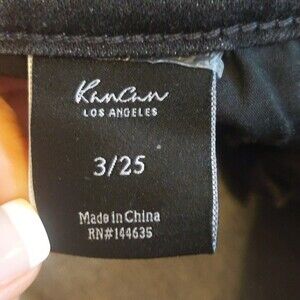 KanCan
LOS ANGELES
3/25
Made in China
RN#144635